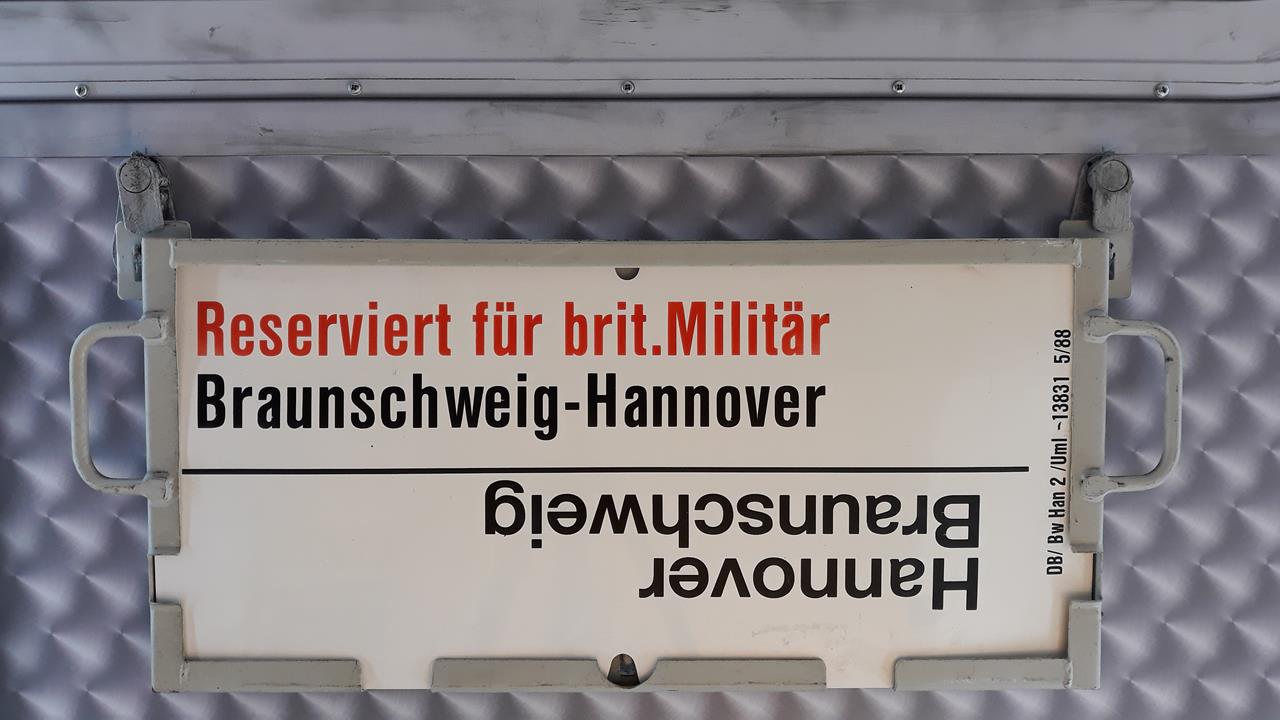 Reserviert für brit.Militär
Braunschweig-Hannover
Hannover
Braunschweig
DB/ Bw Han 2 /Uml ~13831 5/88